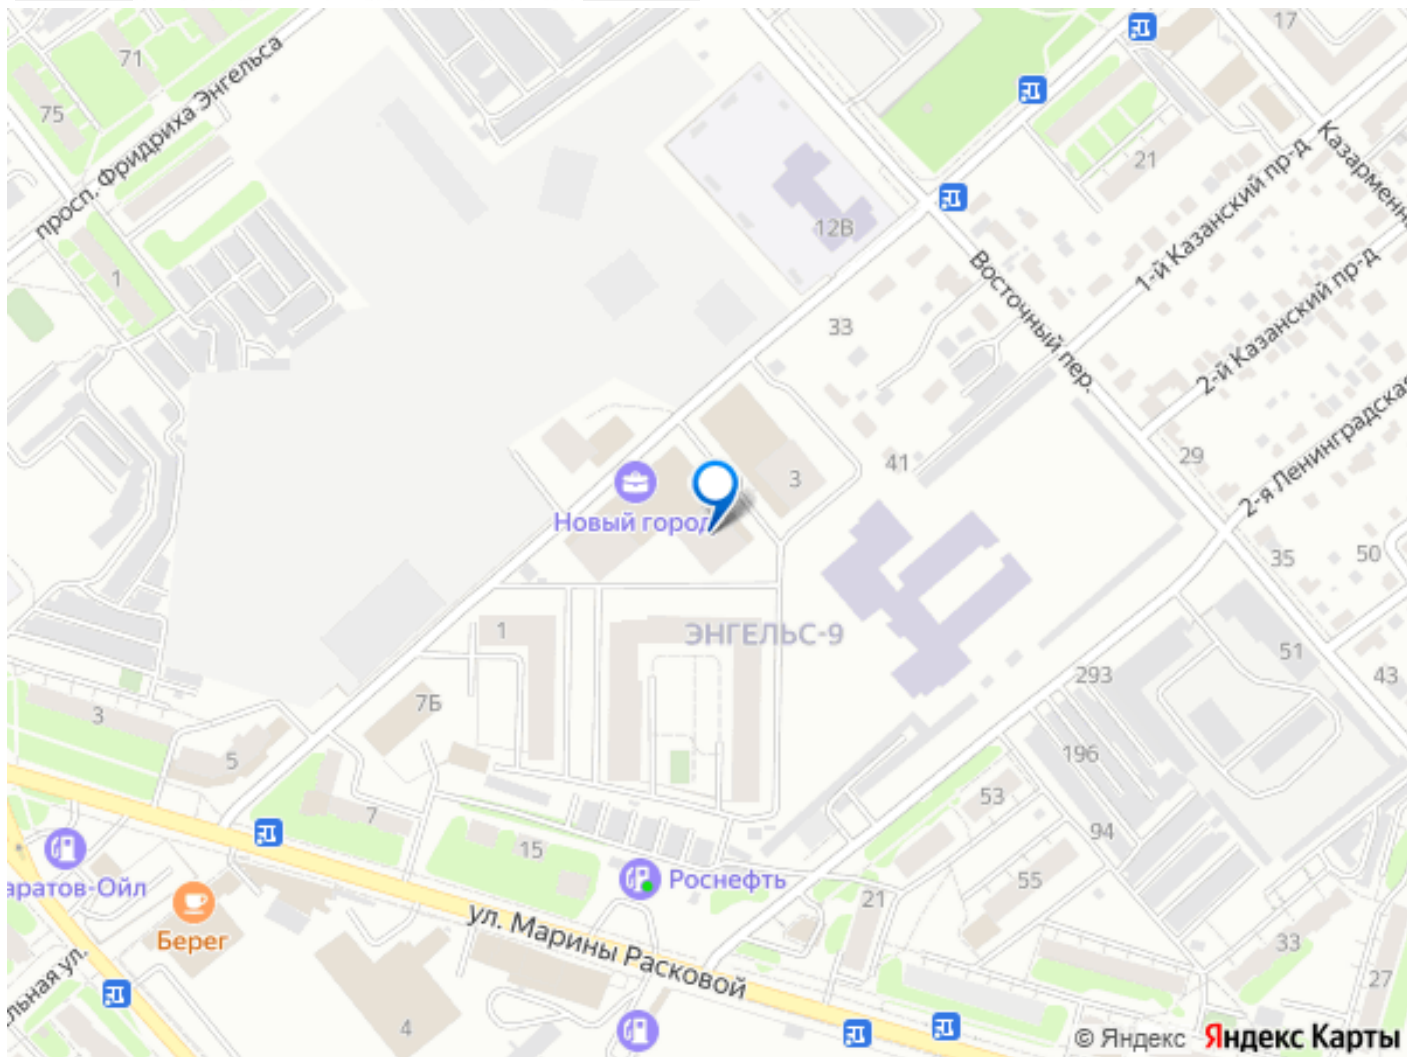 17
71
75
просп. Фридриха Энгельса
21
Казарменна
1-й Казанский пр-д
12В
2-й Казанский пр-д
Восточный пер.
1
33
2-я Ленинградская
29
41
3
Новый город
35
50
ЭНГЕЛЬС-9
1
51
293
43
7Б
3
196
5
53
7
94
15
аратов-Ойл
Роснефть
55
21
Берег
ул. Марины Расковой
33
27
льная ул.
4
© Яндекс Яндекс Карты